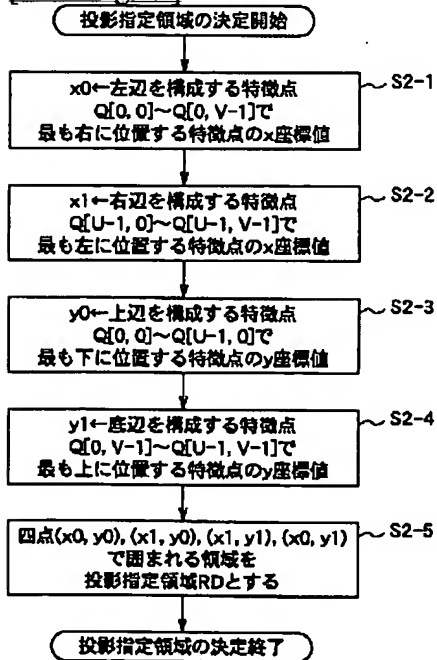 投影指定領域の決定開始
x0←左辺を構成する特徴点
Q[0, 0]～Q[0, V-1]で
最も右に位置する特徴点のx座標値
S2-1
x1←右辺を構成する特徴点
Q[U-1, 0]～Q[U-1, V-1]で
最も左に位置する特徴点のx座標値
S2-2
y0←上辺を構成する特徴点
Q[0, 0]～Q[U-1, 0]で
最も下に位置する特徴点のy座標値
S2-3
y1←底辺を構成する特徴点
Q[0, V-1]～Q[U-1, V-1]で
最も上に位置する特徴点のy座標値
S2-4
四点(x0, y0), (x1, y0), (x1, y1), (x0, y1)
で囲まれる領域を
投影指定領域RDとする
S2-5
投影指定領域の決定終了